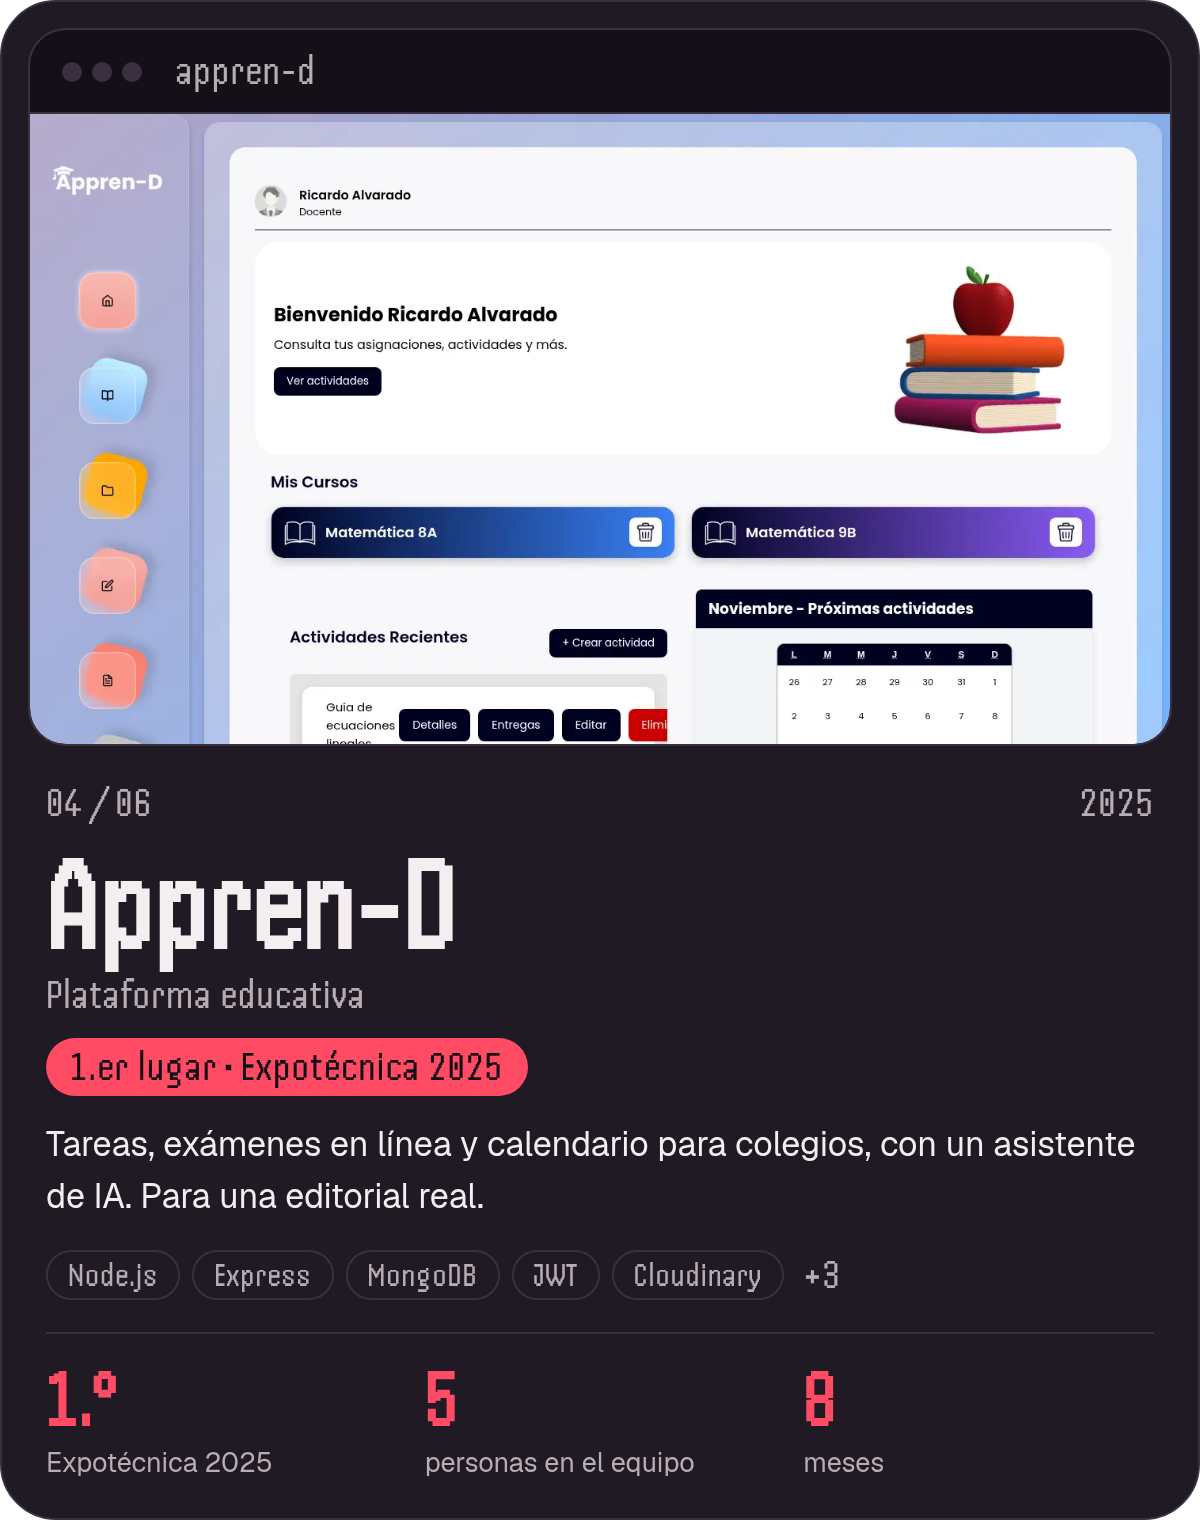 appren-d
Appren-D
Ricardo Alvarado
Docente
Bienvenido Ricardo Alvarado
Consulta tus asignaciones, actividades y más.
Ver actividades
Mis Cursos
Matemática 8A
Matemática 9B
Actividades Recientes
+ Crear actividad
Guía de
ecuaciones
lineales
Detalles
Entregas
Editar
Elimi
Noviembre - Próximas actividades
L M M J V S D
26 27 28 29 30 31 1
2 3 4 5 6 7 8
04/06
2025
Appren-D
Plataforma educativa
1.er lugar · Expotécnica 2025
Tareas, exámenes en línea y calendario para colegios, con un asistente
de IA. Para una editorial real.
Node.js Express MongoDB JWT Cloudinary +3
1.º
Expotécnica 2025
5
personas en el equipo
8
meses